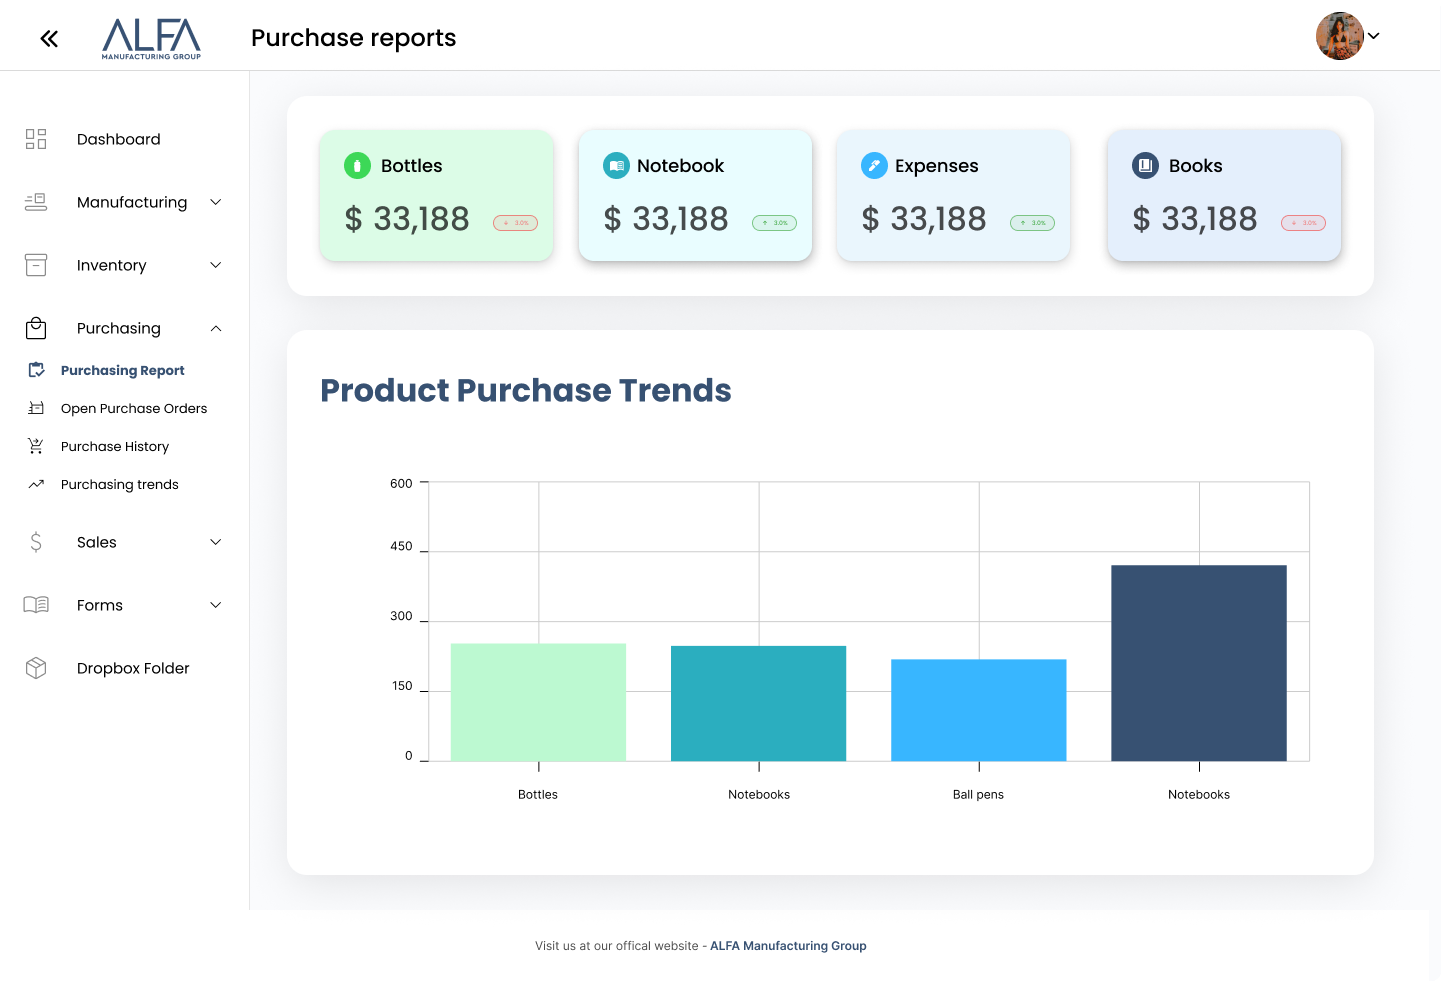 ALFA
MANUFACTURING GROUP
Purchase reports
Dashboard
Manufacturing
Inventory
Purchasing
Purchasing Report
Open Purchase Orders
Purchase History
Purchasing trends
Sales
Forms
Dropbox Folder
Bottles
$ 33,188
3.0%
Notebook
$ 33,188
3.0%
Expenses
$ 33,188
3.0%
Books
$ 33,188
3.0%
Product Purchase Trends
600
450
300
150
0
Bottles
Notebooks
Ball pens
Notebooks
Visit us at our offical website - ALFA Manufacturing Group